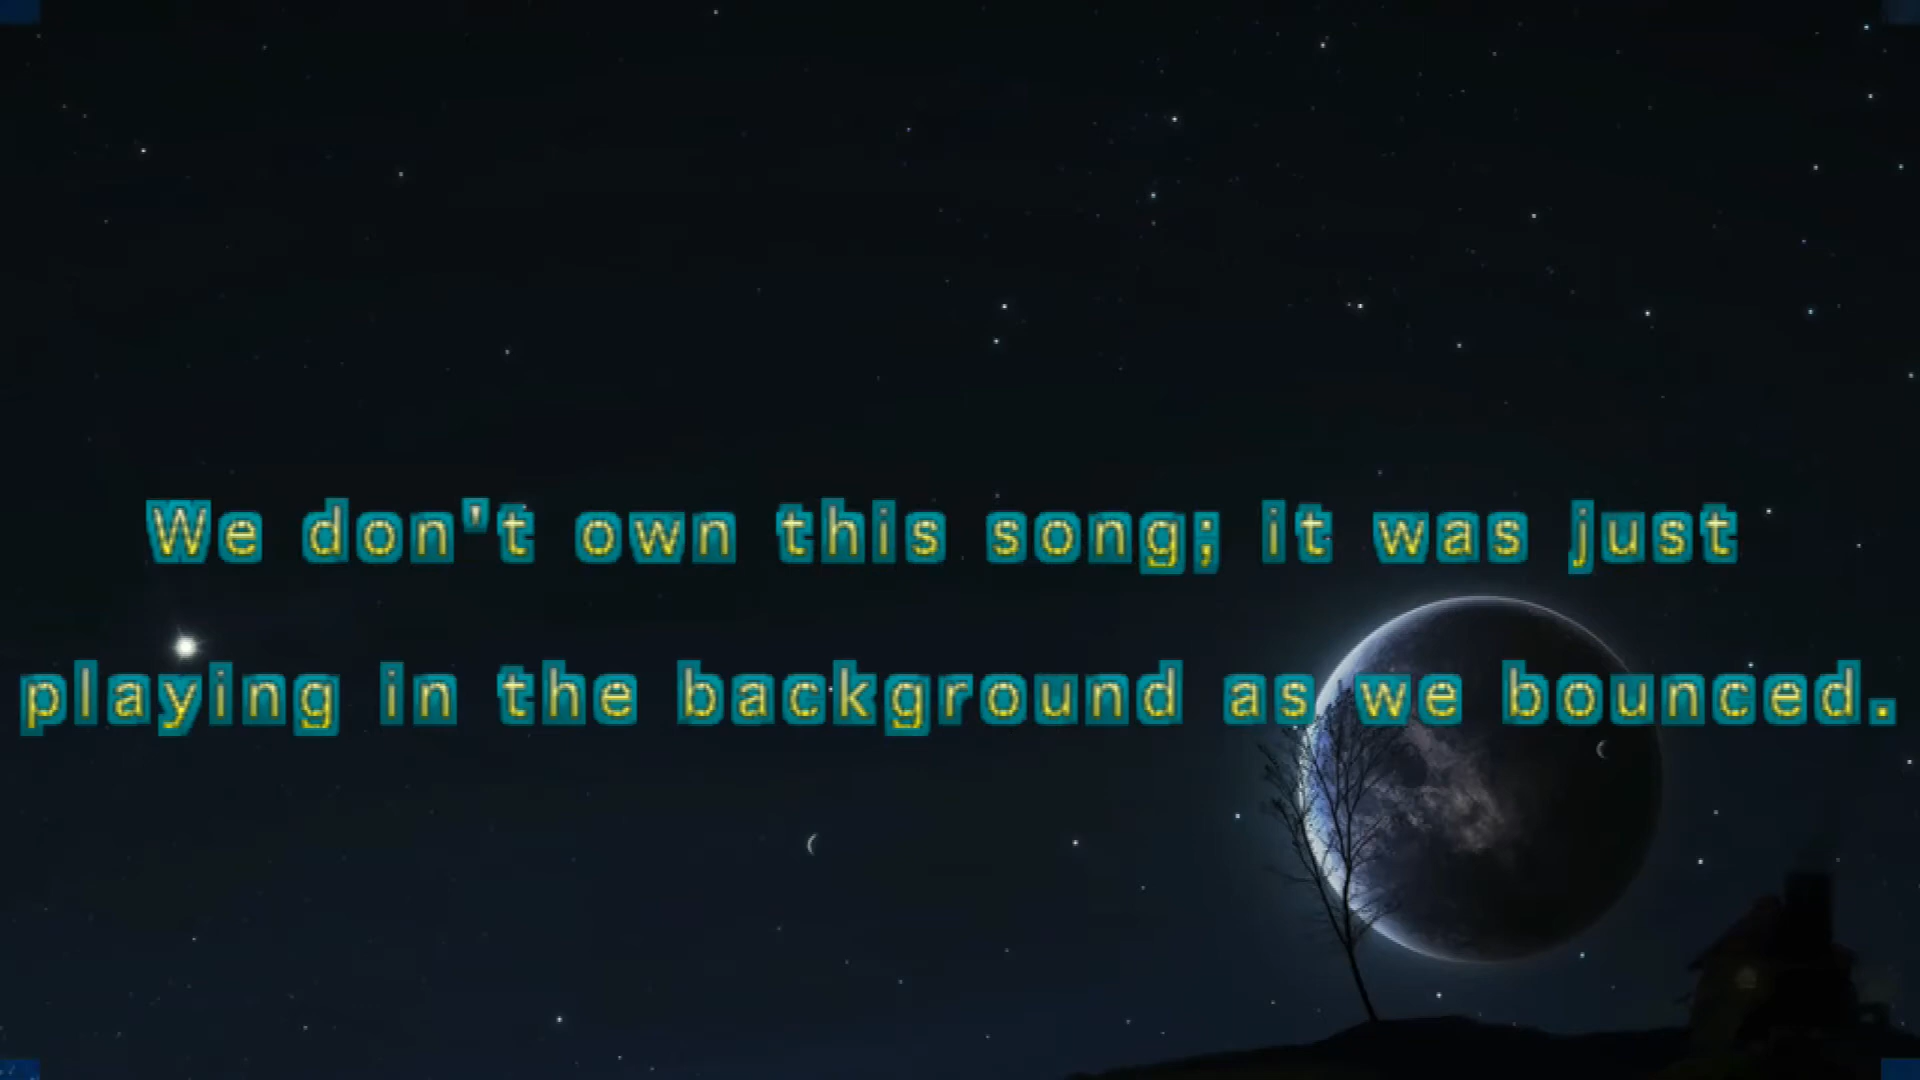 We don't own this song; it was just
playing in the background as we bounced.